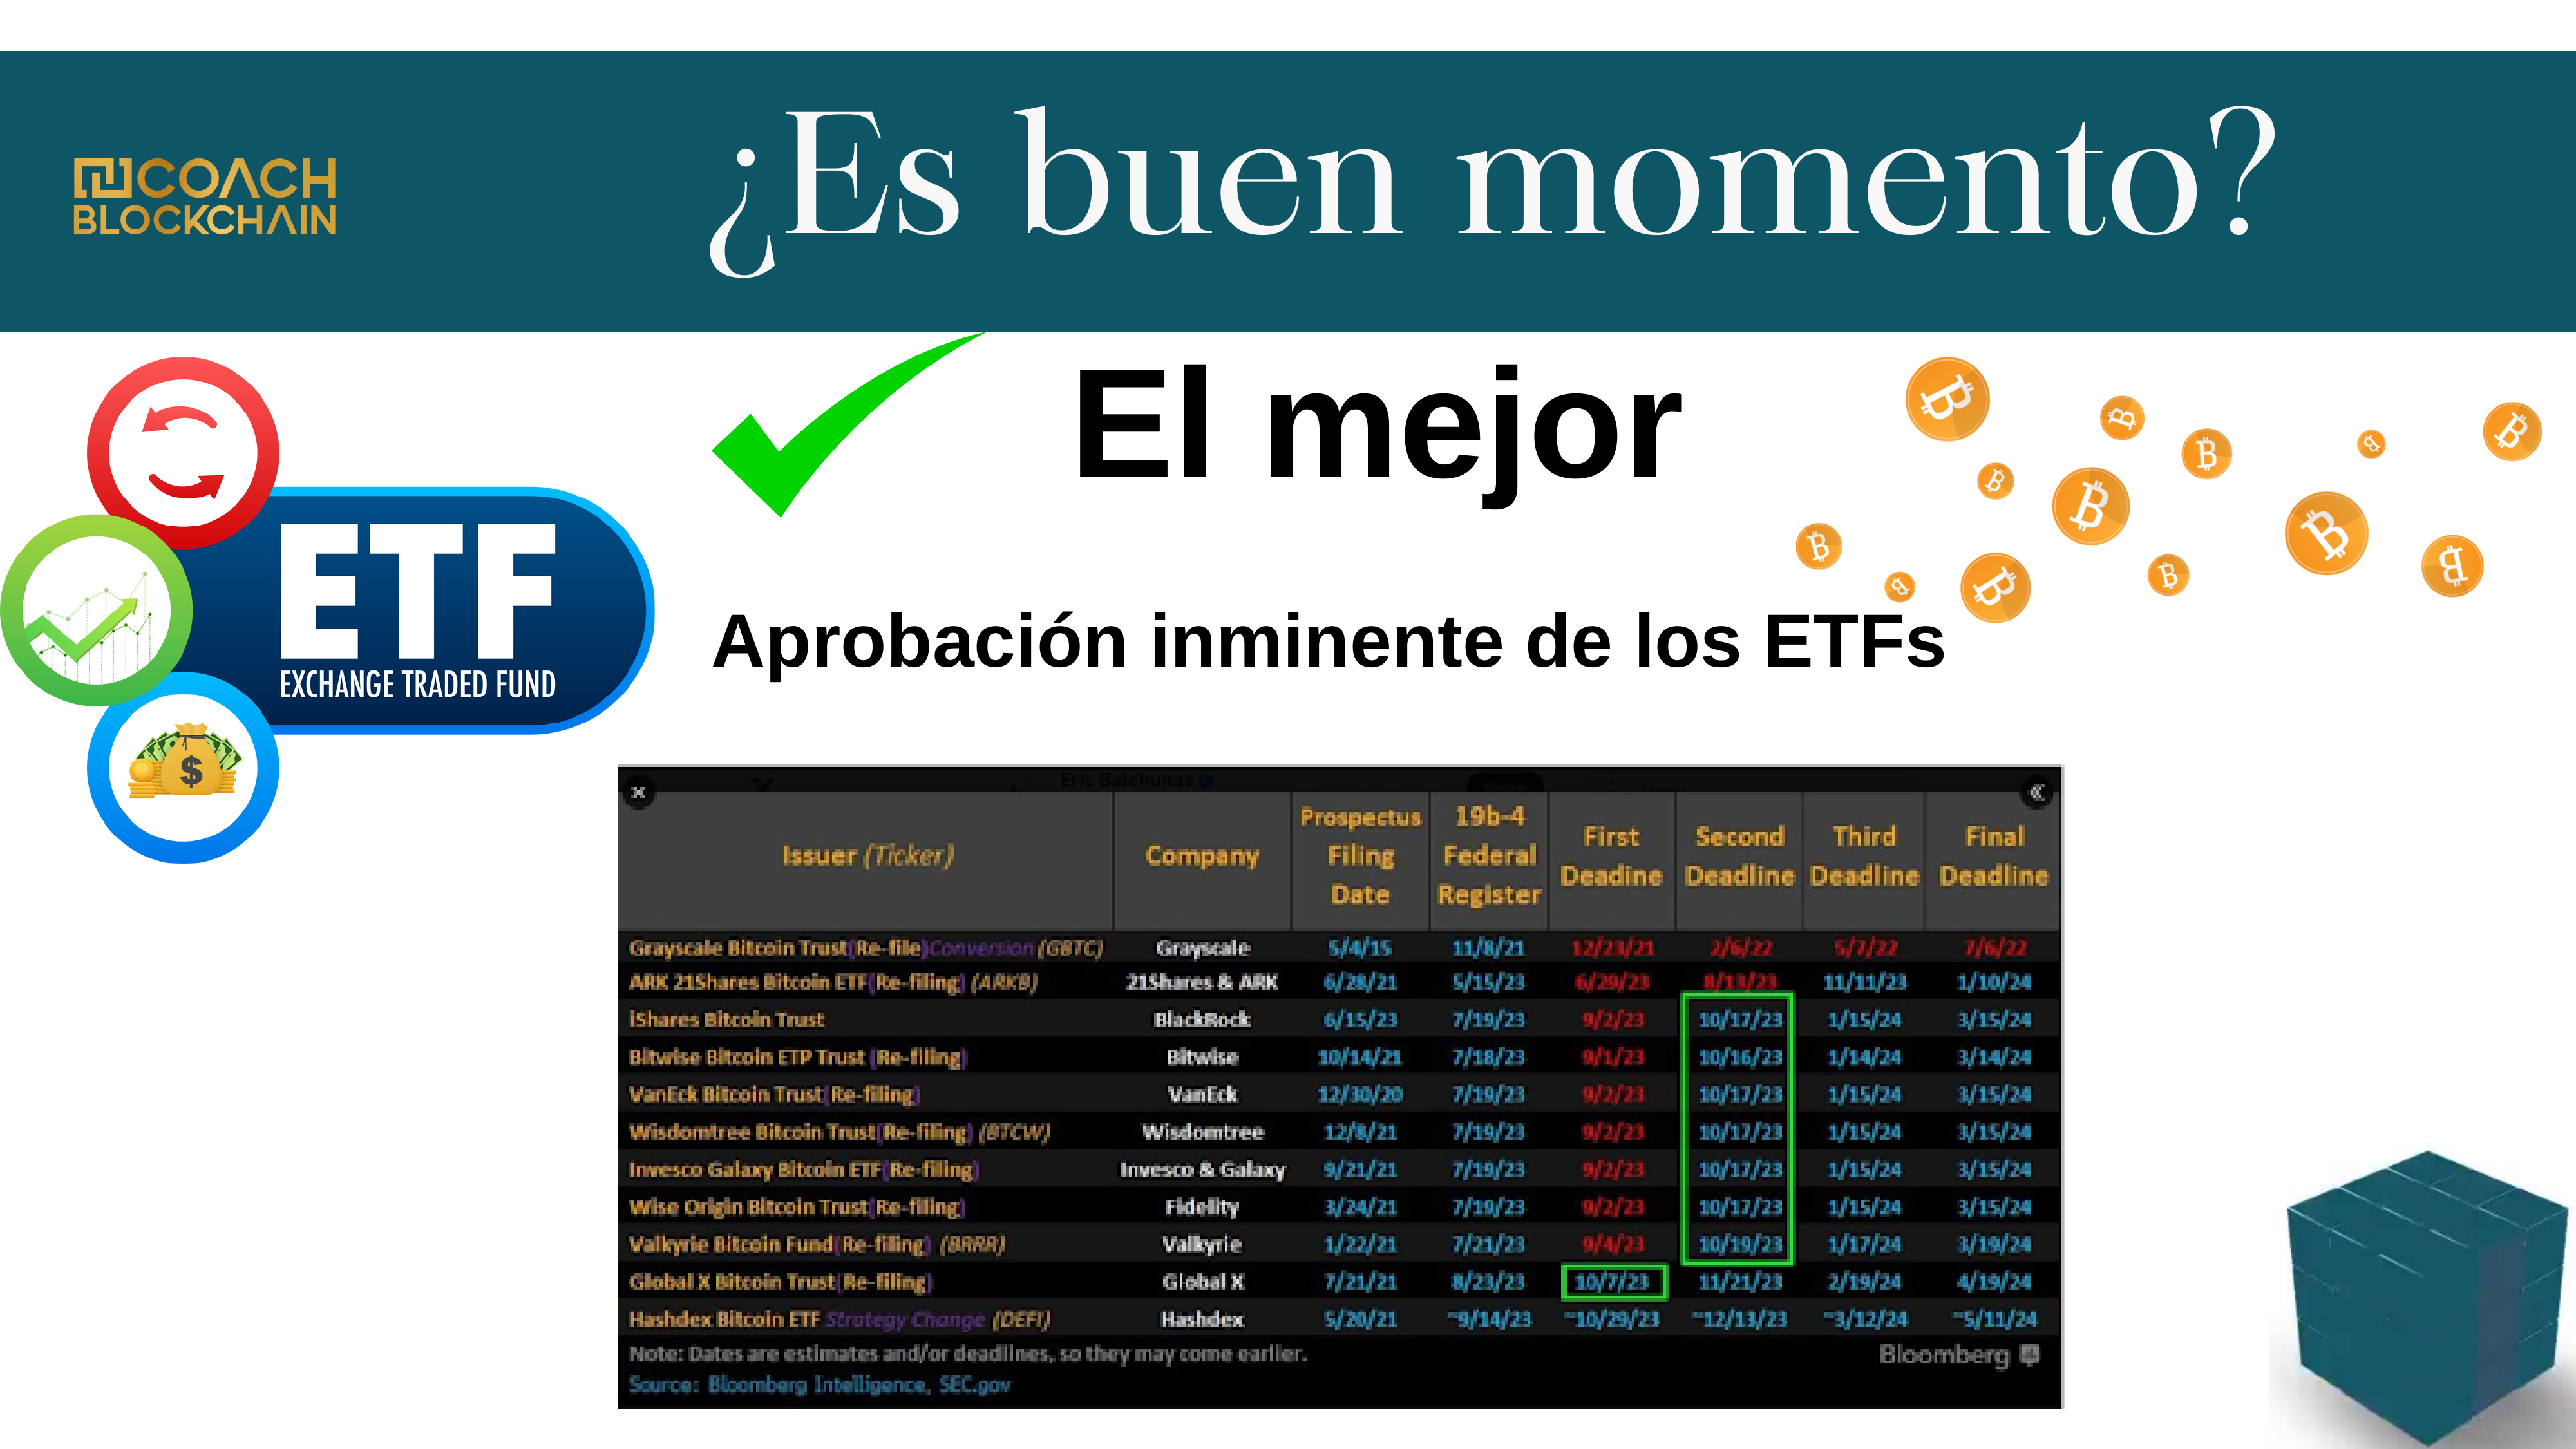 ¿Es buen momento?
COACH
BLOCKCHAIN
El mejor
ETF
EXCHANGE TRADED FUND
Aprobación inminente de los ETFs
Eric Balchunas
Issuer (Ticker) Company Prospectus Filing Date 19b-4 Federal Register First Deadine Second Deadline Third Deadline Final Deadline
Grayscale Bitcoin Trust(Re-file)Conversion (GBTC) Grayscale 5/4/15 11/8/21 12/23/21 2/6/22 5/7/22 7/6/22
ARK 21Shares Bitcoin ETF(Re-filing) (ARKB) 21Shares & ARK 6/28/21 5/15/23 6/29/23 8/13/23 11/11/23 1/10/24
iShares Bitcoin Trust BlackRock 6/15/23 7/19/23 9/2/23 10/17/23 1/15/24 3/15/24
Bitwise Bitcoin ETP Trust (Re-filing) Bitwise 10/14/21 7/18/23 9/1/23 10/16/23 1/14/24 3/14/24
VanEck Bitcoin Trust(Re-filing) VanEck 12/30/20 7/19/23 9/2/23 10/17/23 1/15/24 3/15/24
Wisdomtree Bitcoin Trust(Re-filing) (BTCW) Wisdomtree 12/8/21 7/19/23 9/2/23 10/17/23 1/15/24 3/15/24
Invesco Galaxy Bitcoin ETF(Re-filing) Invesco & Galaxy 9/21/21 7/19/23 9/2/23 10/17/23 1/15/24 3/15/24
Wise Origin Bitcoin Trust(Re-filing) Fidelity 3/24/21 7/19/23 9/2/23 10/17/23 1/15/24 3/15/24
Valkyrie Bitcoin Fund(Re-filing) (BRRR) Valkyrie 1/22/21 7/21/23 9/4/23 10/19/23 1/17/24 3/19/24
Global X Bitcoin Trust(Re-filing) Global X 7/21/21 8/23/23 10/7/23 11/21/23 2/19/24 4/19/24
Hashdex Bitcoin ETF Strategy Change (DEFI) Hashdex 5/20/21 ~9/14/23 ~10/29/23 ~12/13/23 ~3/12/24 ~5/11/24
Note: Dates are estimates and/or deadlines, so they may come earlier.
Bloomberg
Source: Bloomberg Intelligence, SEC.gov